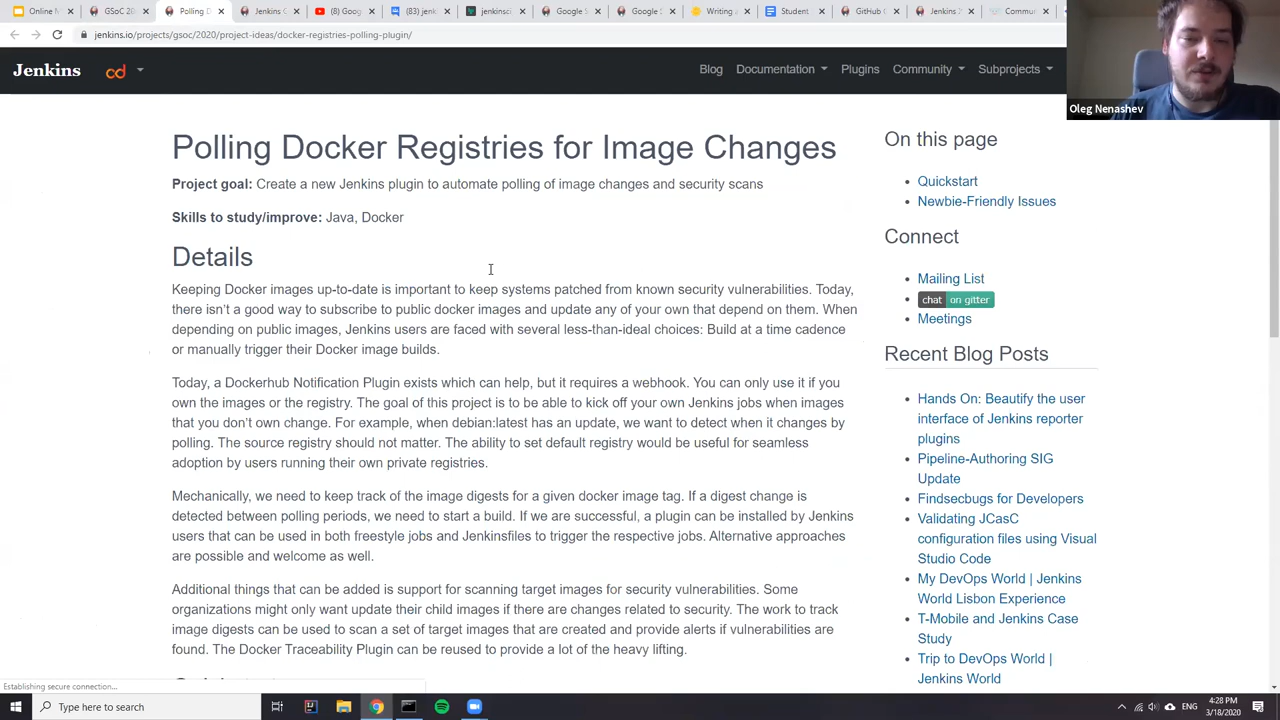 Online M
GSoC 20
Polling D
Jenkins G
(8) Goog
#83 jenk
jenkinsci
Google S
Google S
Writing a
Student
GitHub C
Jenkins 2
Commun
jenkins.io/projects/gsoc/2020/project-ideas/docker-registries-polling-plugin/
Jenkins
cd
Blog
Documentation
Plugins
Community
Subprojects
Oleg Nenashev
Polling Docker Registries for Image Changes
Project goal: Create a new Jenkins plugin to automate polling of image changes and security scans
Skills to study/improve: Java, Docker
Details
Keeping Docker images up-to-date is important to keep systems patched from known security vulnerabilities. Today,
there isn't a good way to subscribe to public docker images and update any of your own that depend on them. When
depending on public images, Jenkins users are faced with several less-than-ideal choices: Build at a time cadence
or manually trigger their Docker image builds.
Today, a Dockerhub Notification Plugin exists which can help, but it requires a webhook. You can only use it if you
own the images or the registry. The goal of this project is to be able to kick off your own Jenkins jobs when images
that you don't own change. For example, when debian:latest has an update, we want to detect when it changes by
polling. The source registry should not matter. The ability to set default registry would be useful for seamless
adoption by users running their own private registries.
Mechanically, we need to keep track of the image digests for a given docker image tag. If a digest change is
detected between polling periods, we need to start a build. If we are successful, a plugin can be installed by Jenkins
users that can be used in both freestyle jobs and Jenkinsfiles to trigger the respective jobs. Alternative approaches
are possible and welcome as well.
Additional things that can be added is support for scanning target images for security vulnerabilities. Some
organizations might only want update their child images if there are changes related to security. The work to track
image digests can be used to scan a set of target images that are created and provide alerts if vulnerabilities are
found. The Docker Traceability Plugin can be reused to provide a lot of the heavy lifting.
On this page
Quickstart
Newbie-Friendly Issues
Connect
Mailing List
chat on gitter
Meetings
Recent Blog Posts
Hands On: Beautify the user
interface of Jenkins reporter
plugins
Pipeline-Authoring SIG
Update
Findsecbugs for Developers
Validating JCasC
configuration files using Visual
Studio Code
My DevOps World | Jenkins
World Lisbon Experience
T-Mobile and Jenkins Case
Study
Trip to DevOps World |
Jenkins World
Establishing secure connection...
Type here to search
ENG
4:28 PM
3/18/2020